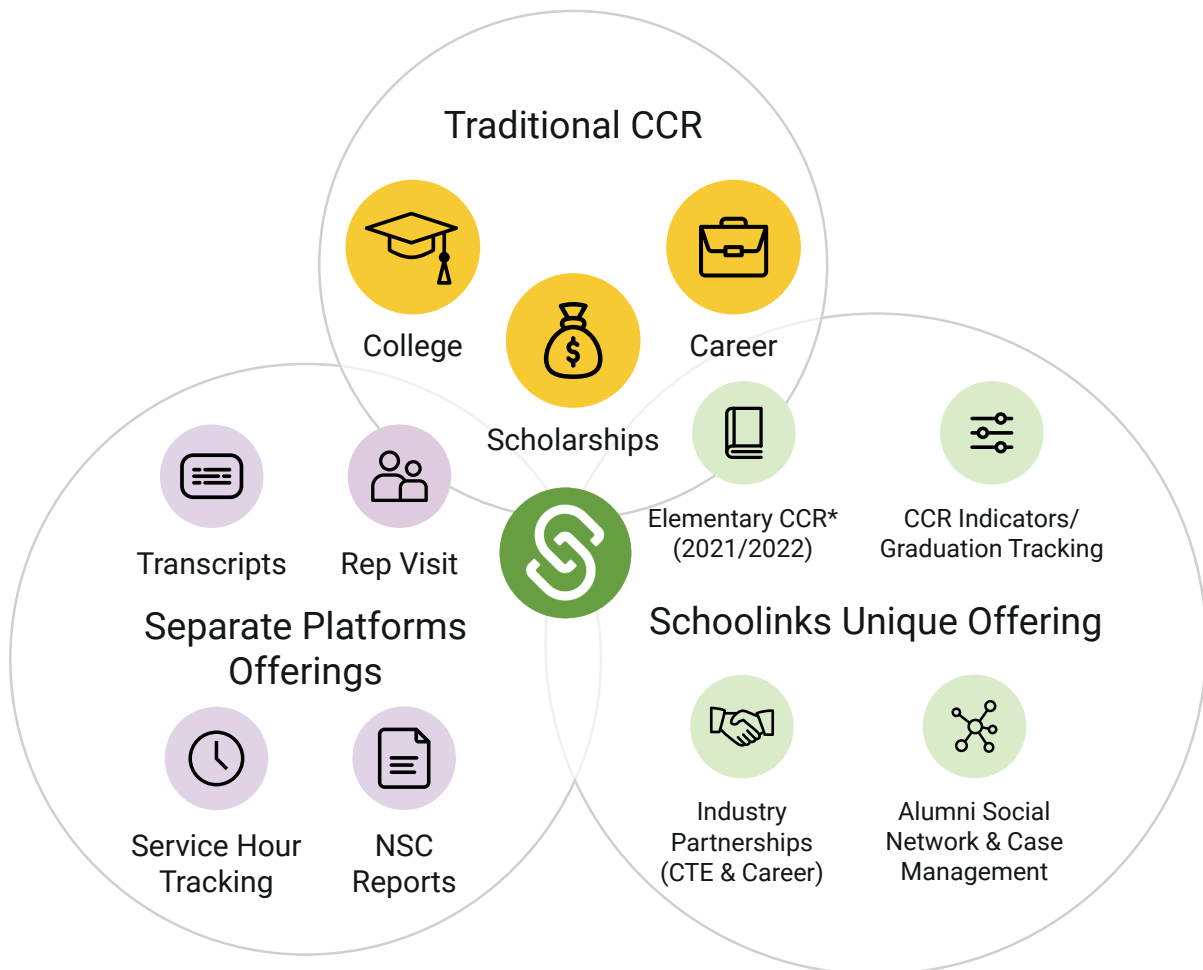 Traditional CCR
College
Career
Scholarships
$
Transcripts
Rep Visit
Separate Platforms
Offerings
Service Hour
Tracking
NSC
Reports
Elementary CCR*
(2021/2022)
CCR Indicators/
Graduation Tracking
Schoolinks Unique Offering
Industry
Partnerships
(CTE & Career)
Alumni Social
Network & Case
Management